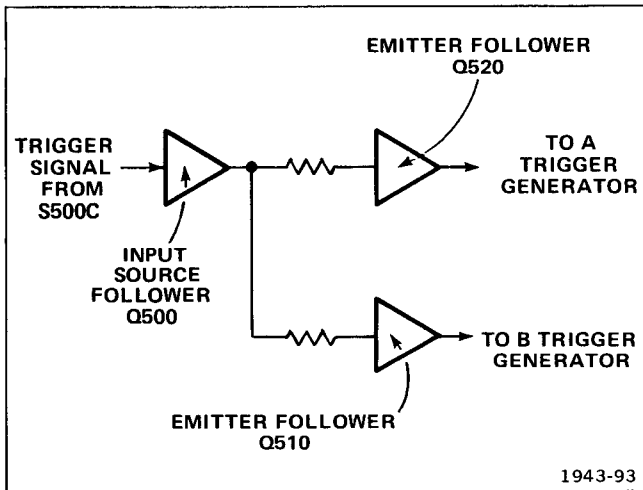 EMITTER FOLLOWER
Q520
TRIGGER
SIGNAL
FROM
S500C
TO A
TRIGGER
GENERATOR
INPUT
SOURCE
FOLLOWER
Q500
TO B TRIGGER
GENERATOR
EMITTER FOLLOWER
Q510
1943-93